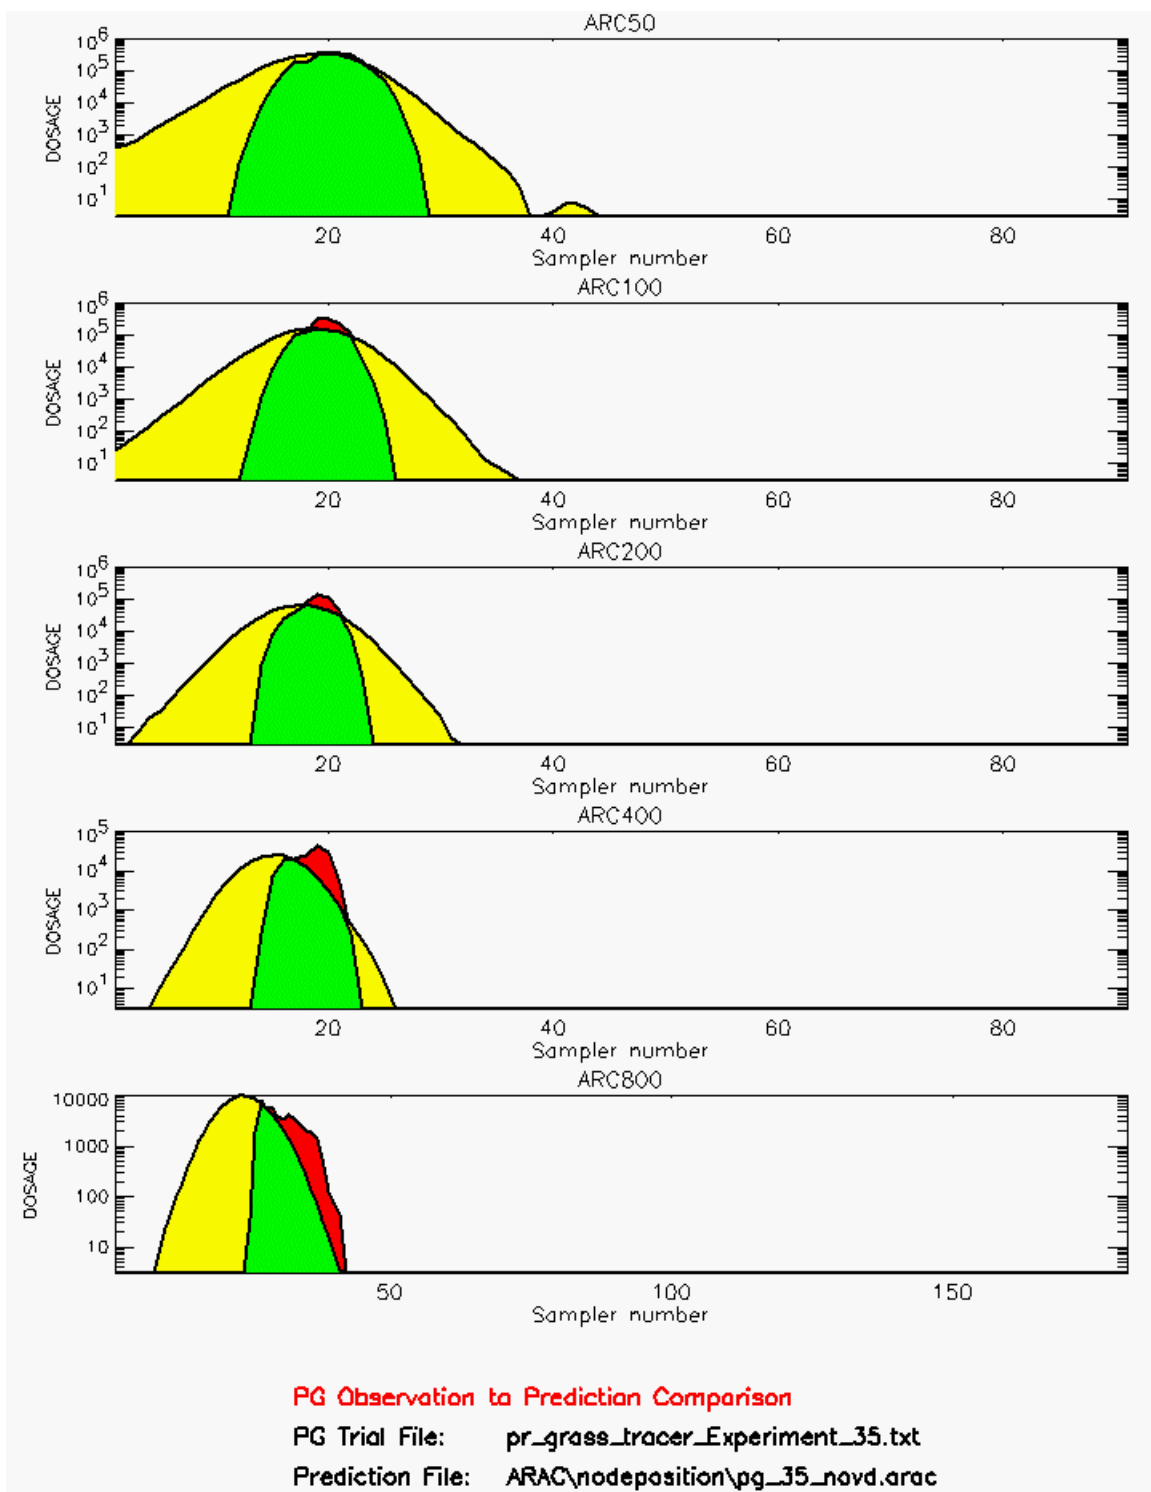 ARC50
10^6
10^5
10^4
10^3
10^2
10^1
DOSAGE
20 40 60 80
Sampler number
ARC100
10^6
10^5
10^4
10^3
10^2
10^1
DOSAGE
20 40 60 80
Sampler number
ARC200
10^6
10^5
10^4
10^3
10^2
10^1
DOSAGE
20 40 60 80
Sampler number
ARC400
10^5
10^4
10^3
10^2
10^1
DOSAGE
20 40 60 80
Sampler number
ARC800
10000
1000
100
10
DOSAGE
50 100 150
Sampler number
PG Observation to Prediction Comparison
PG Trial File: pr_grass_tracer_Experiment_35.txt
Prediction File: ARAC\nodeposition\pg_35_novd.arac